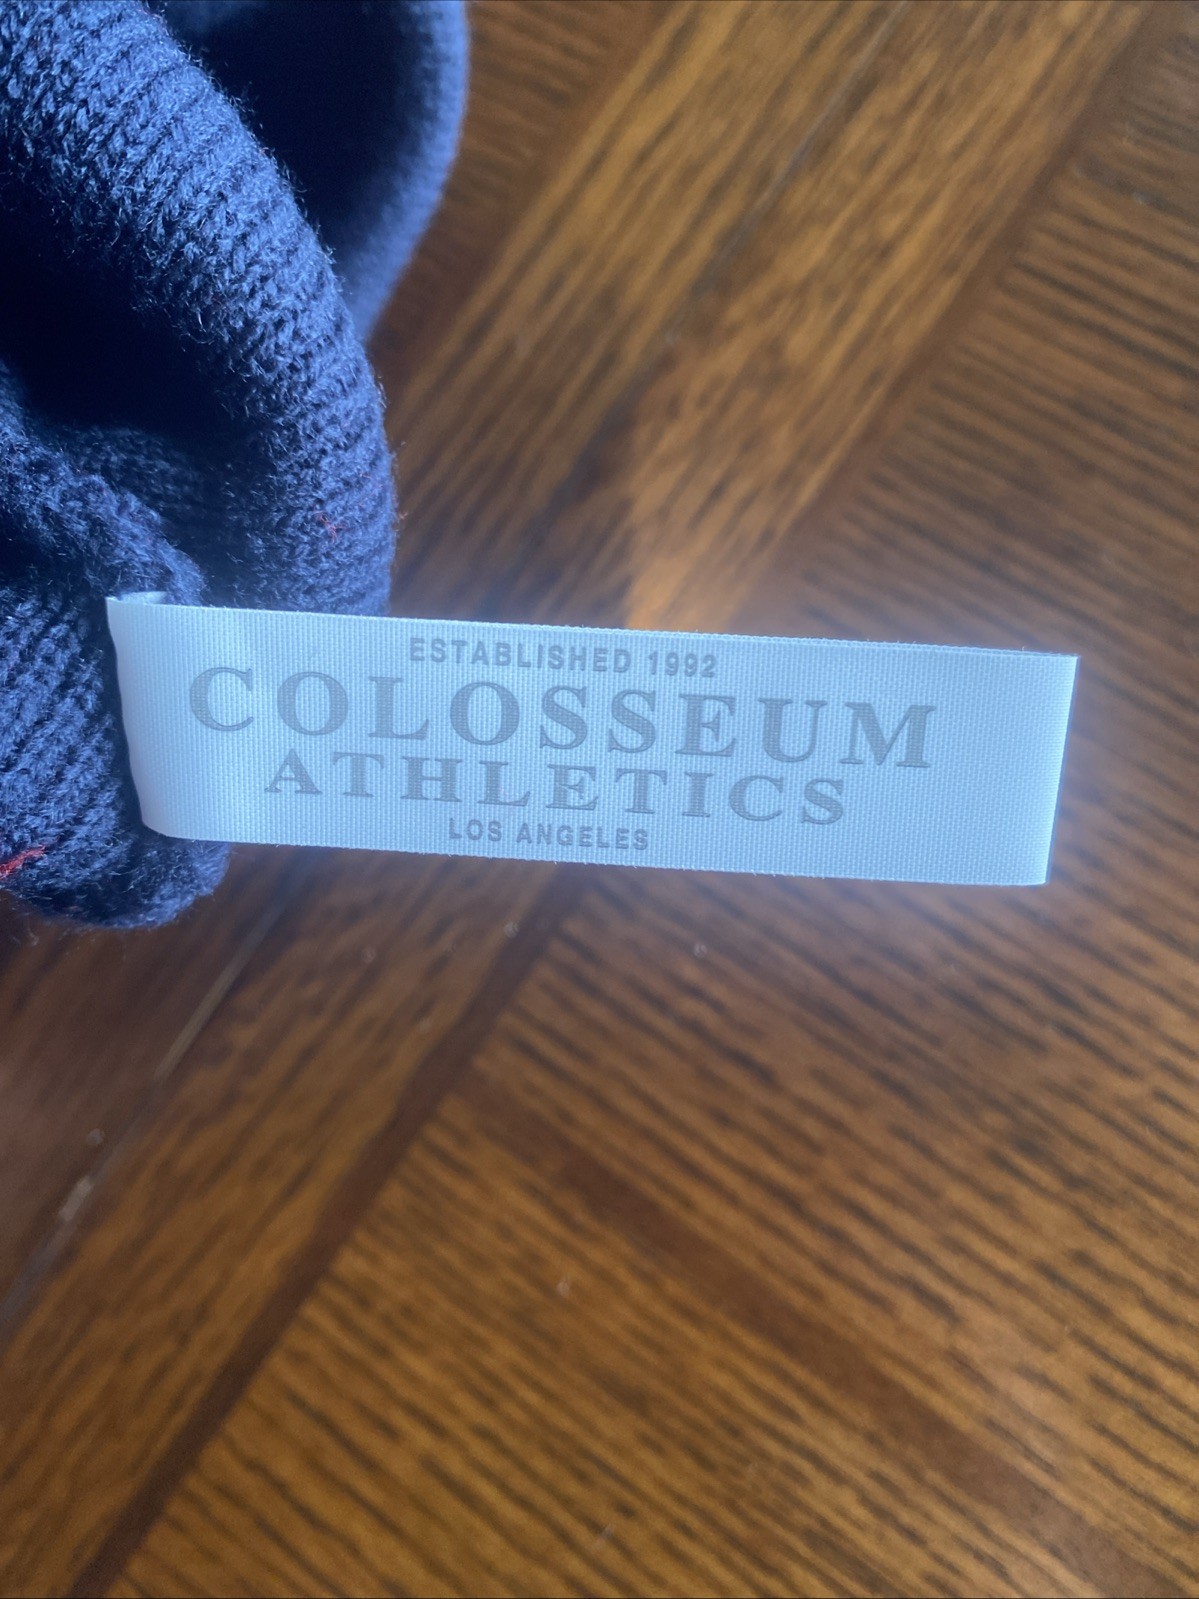 ESTABLISHED 1992
COLOSSEUM
ATHLETICS
LOS ANGELES